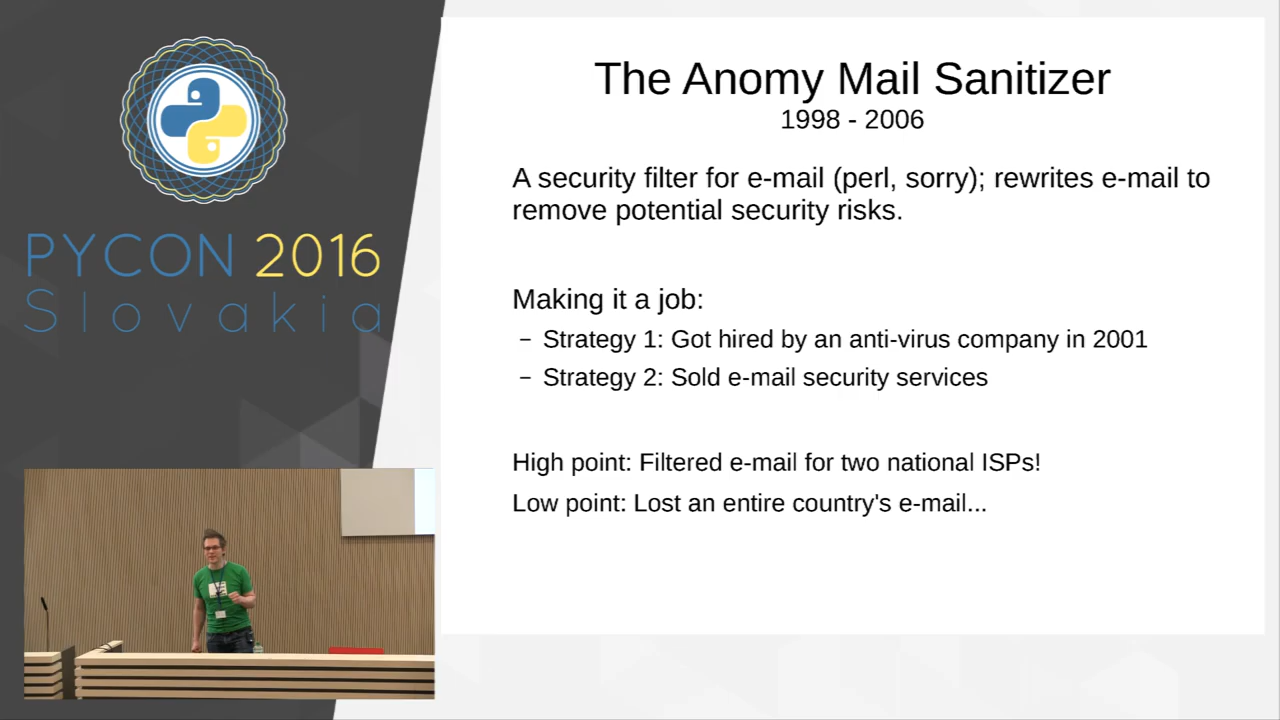 PYCON 2016
Slovakia
The Anomy Mail Sanitizer
1998 - 2006
A security filter for e-mail (perl, sorry); rewrites e-mail to
remove potential security risks.
Making it a job:
– Strategy 1: Got hired by an anti-virus company in 2001
– Strategy 2: Sold e-mail security services
High point: Filtered e-mail for two national ISPs!
Low point: Lost an entire country's e-mail...